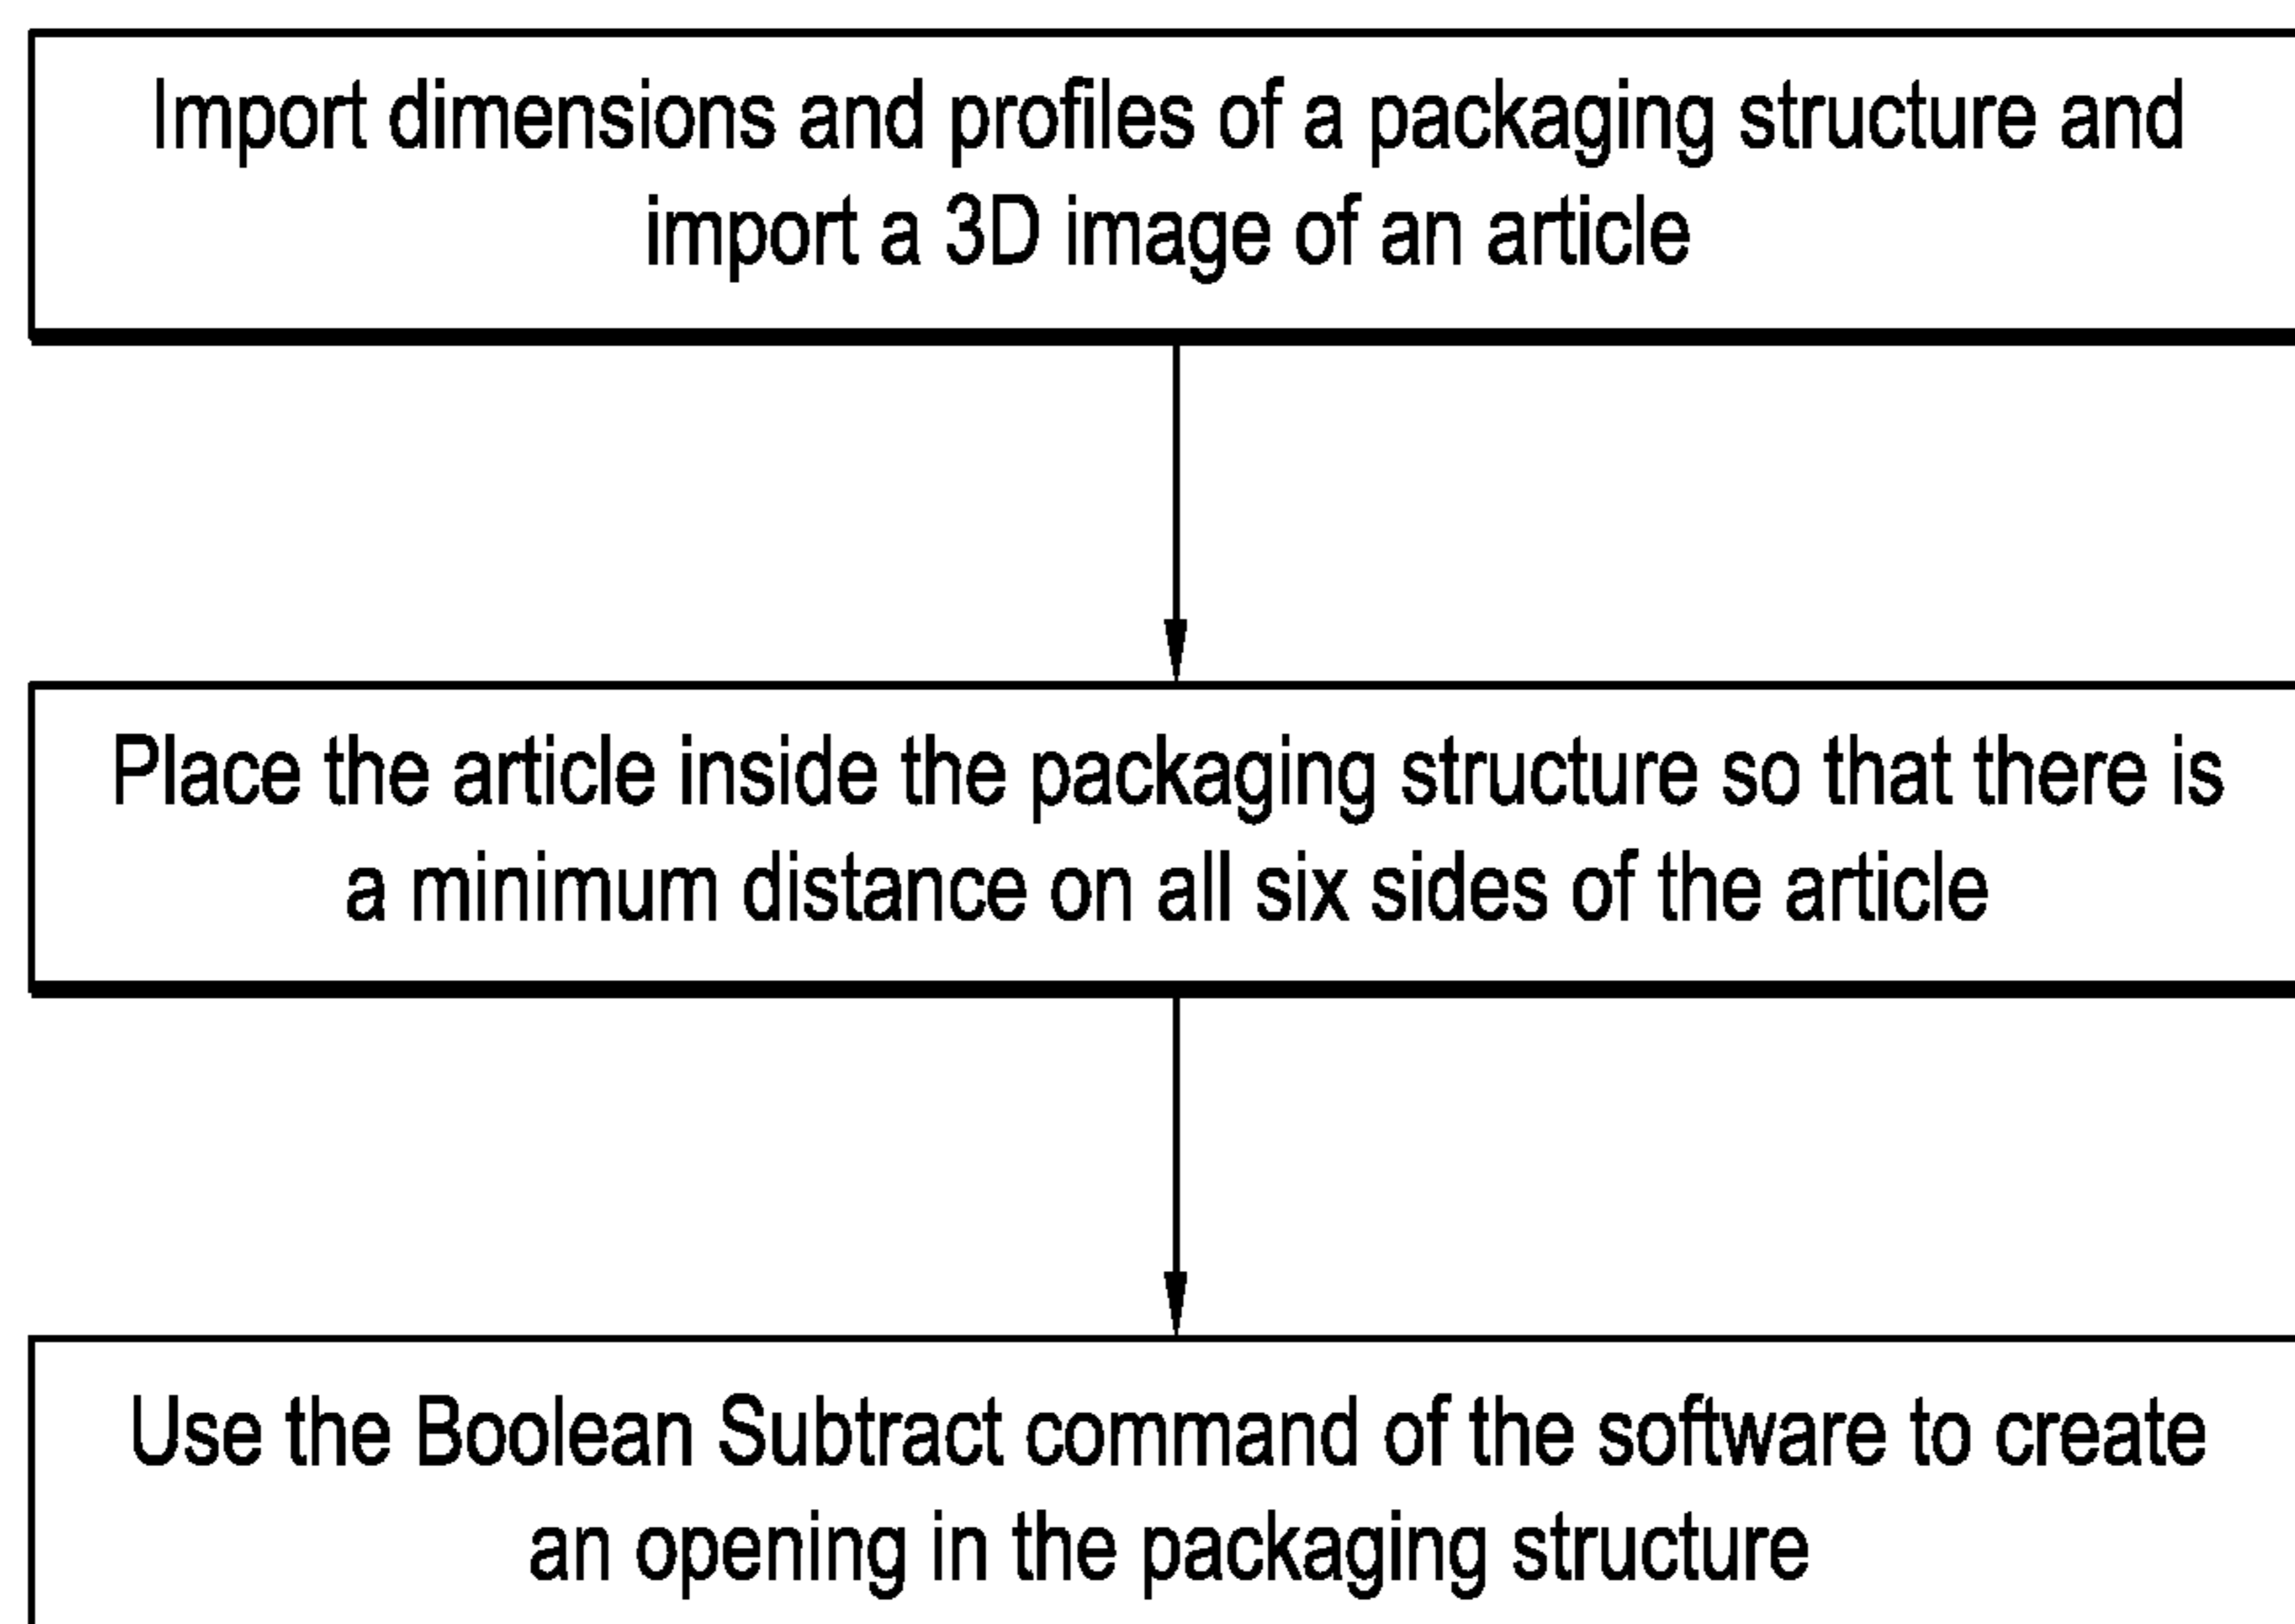 Import dimensions and profiles of a packaging structure and
import a 3D image of an article
Place the article inside the packaging structure so that there is
a minimum distance on all six sides of the article
Use the Boolean Subtract command of the software to create
an opening in the packaging structure